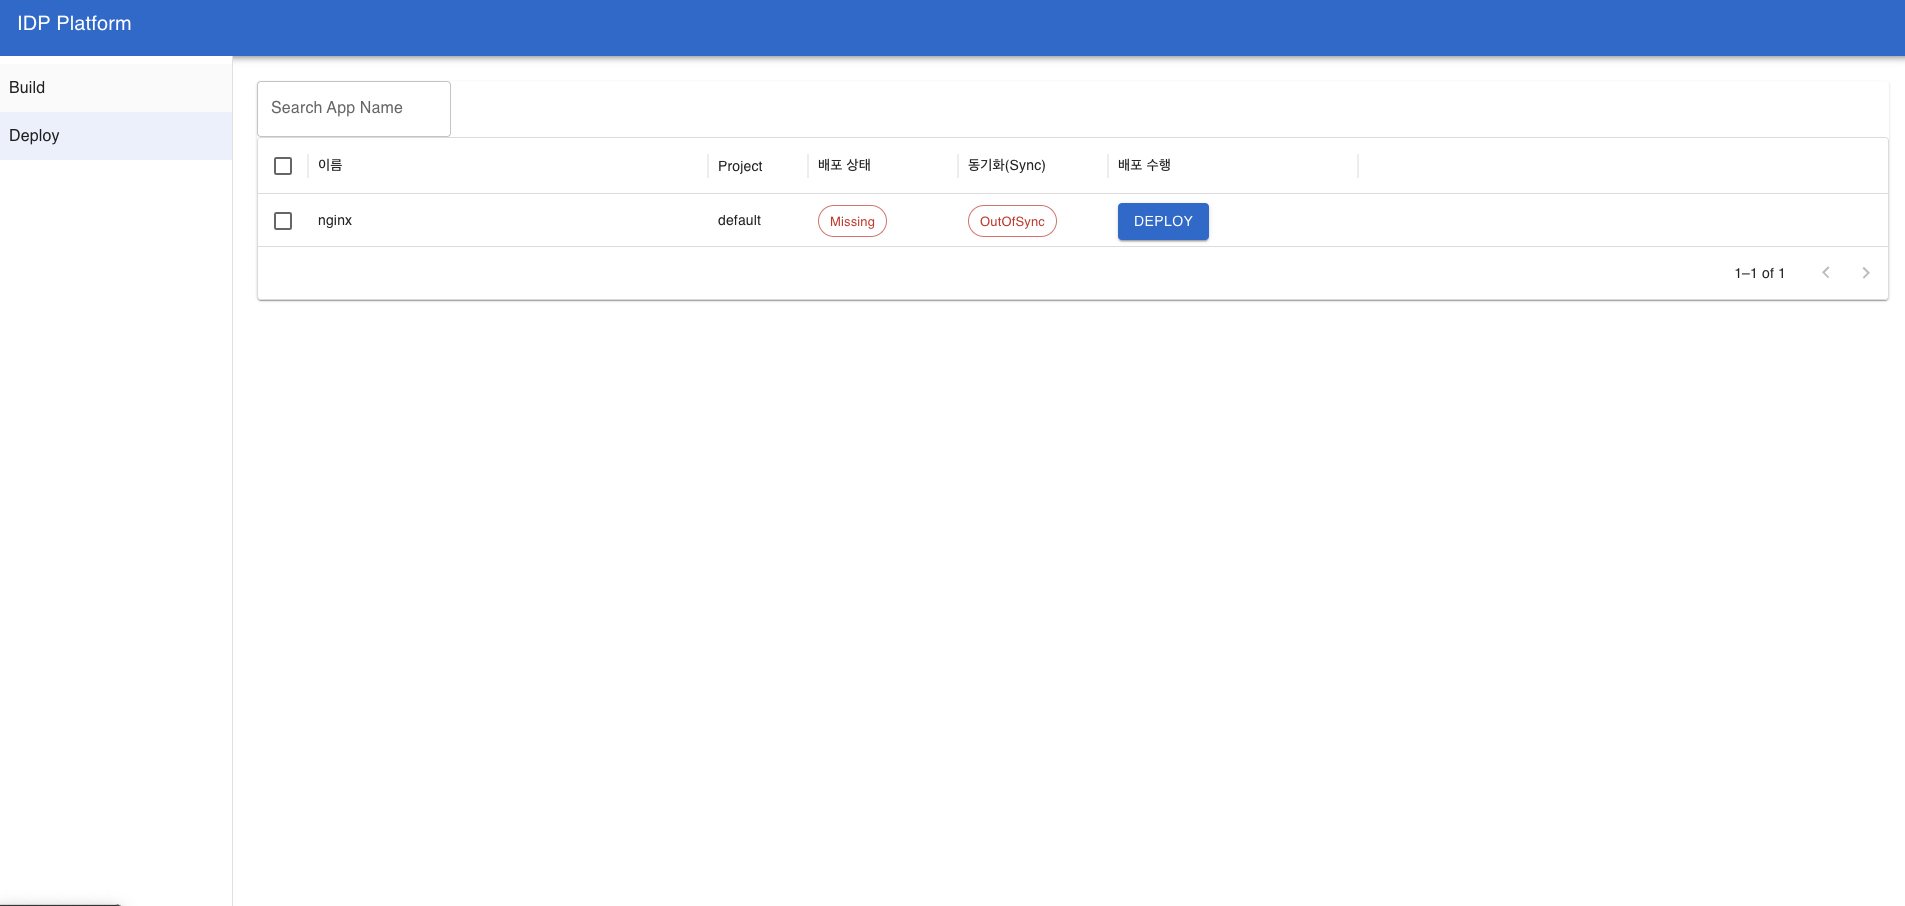 IDP Platform
Build
Deploy
Search App Name
이름 Project 배포 상태 동기화(Sync) 배포 수행
nginx default Missing OutOfSync DEPLOY
1–1 of 1